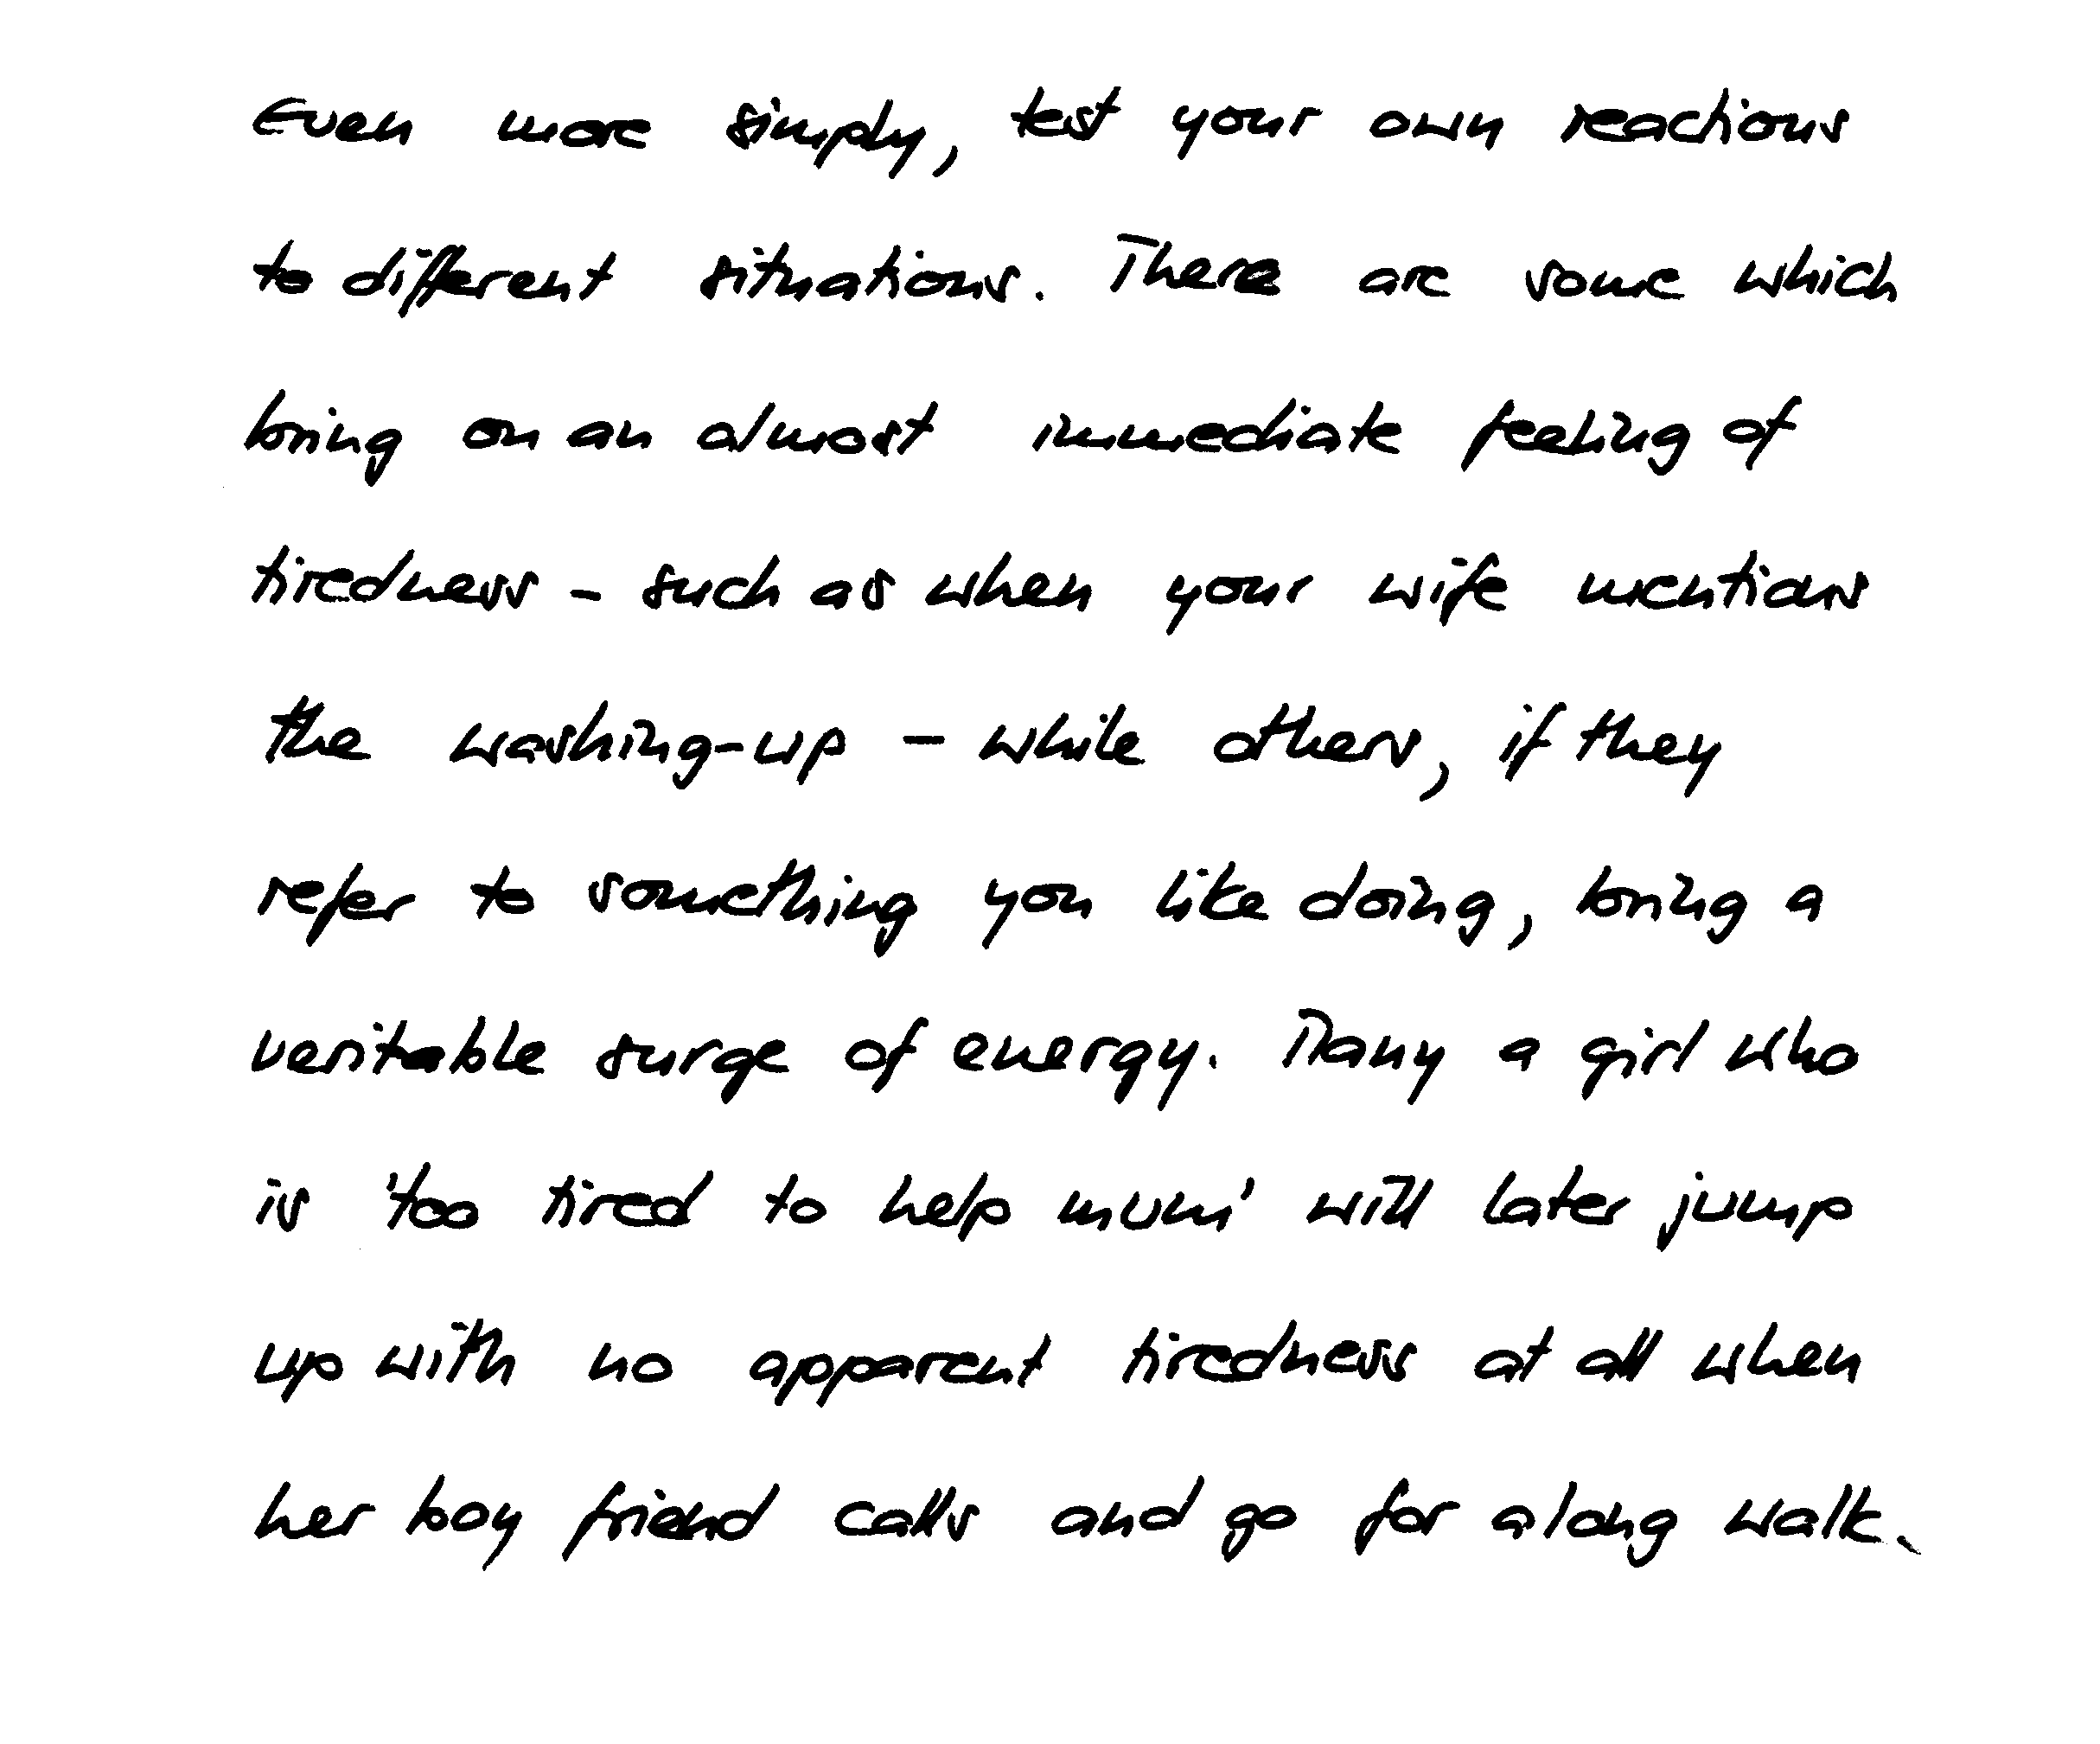 Even more simply, test your own reactions
to different situations. There are some which
bring on an almost immediate feeling of
tiredness - such as when your wife mentions
the washing-up - while others, if they
refer to something you like doing, bring a
veritable surge of energy. Many a girl who
is 'too tired to help mum' will later jump
up with no apparent tiredness at all when
her boy friend calls and go for a long walk.